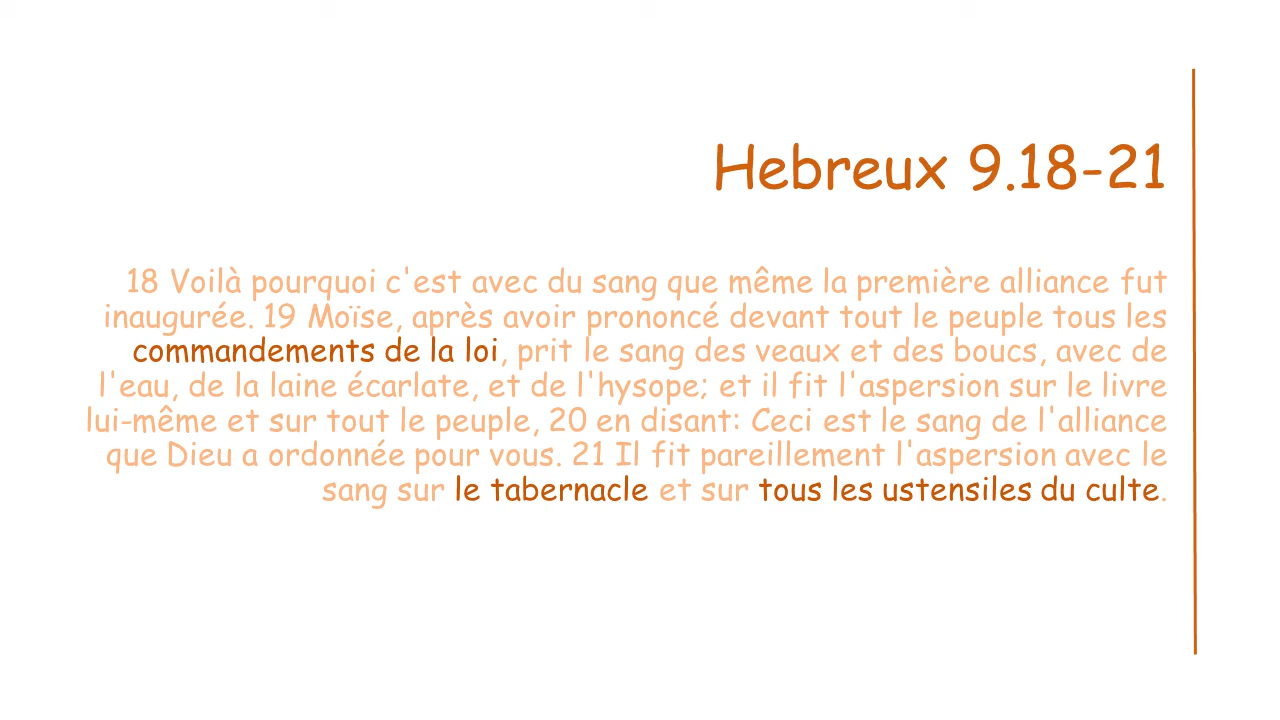 Hebreux 9.18-21
18 Voilà pourquoi c'est avec du sang que même la première alliance fut
inaugurée. 19 Moïse, après avoir prononcé devant tout le peuple tous les
commandements de la loi, prit le sang des veaux et des boucs, avec de
l'eau, de la laine écarlate, et de l'hysope; et il fit l'aspersion sur le livre
lui-même et sur tout le peuple, 20 en disant: Ceci est le sang de l'alliance
que Dieu a ordonnée pour vous. 21 Il fit pareillement l'aspersion avec le
sang sur le tabernacle et sur tous les ustensiles du culte.